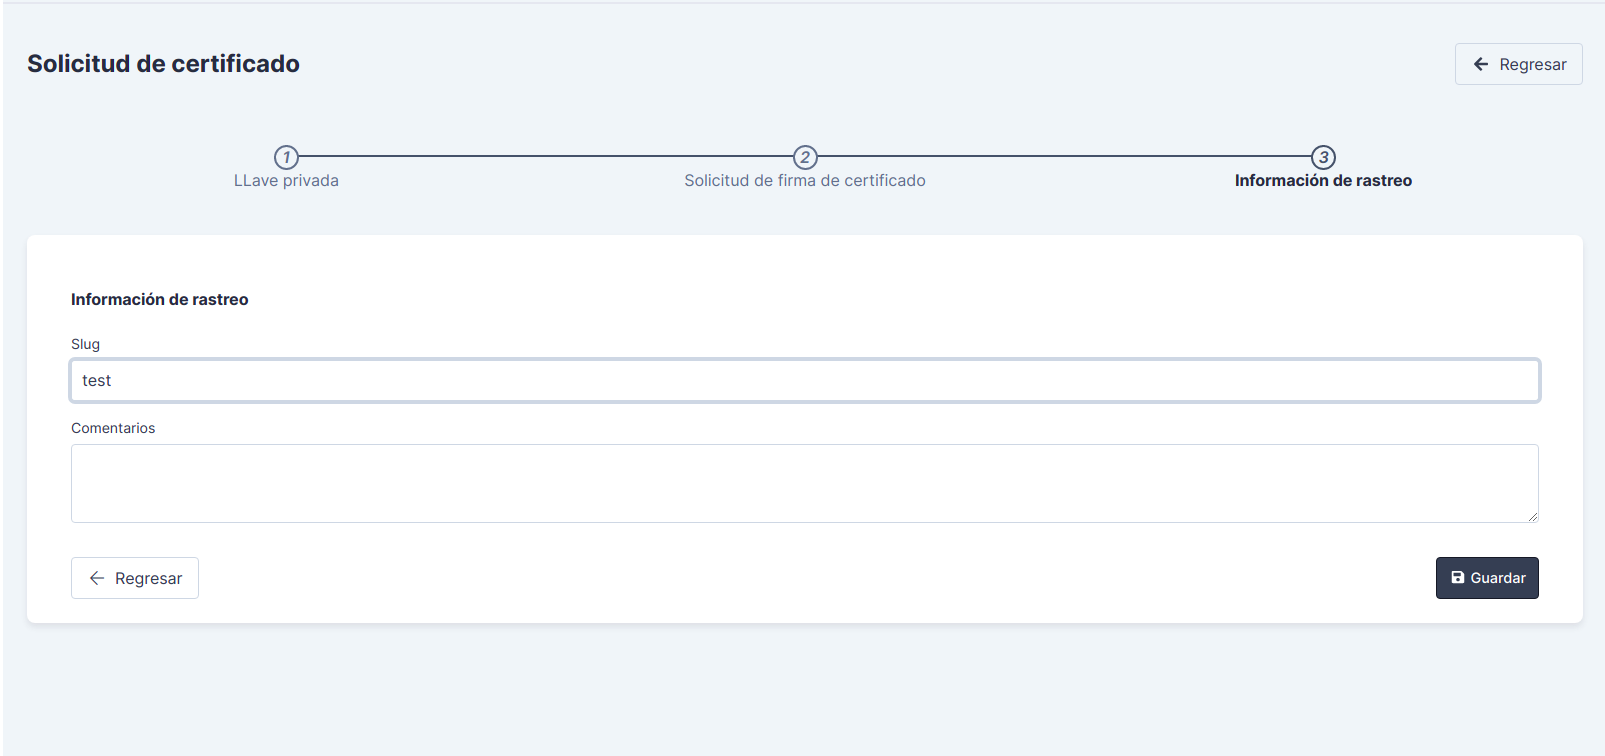 Solicitud de certificado
Regresar
1
2
3
LLave privada
Solicitud de firma de certificado
Información de rastreo
Información de rastreo
Slug
test
Comentarios
Regresar
Guardar